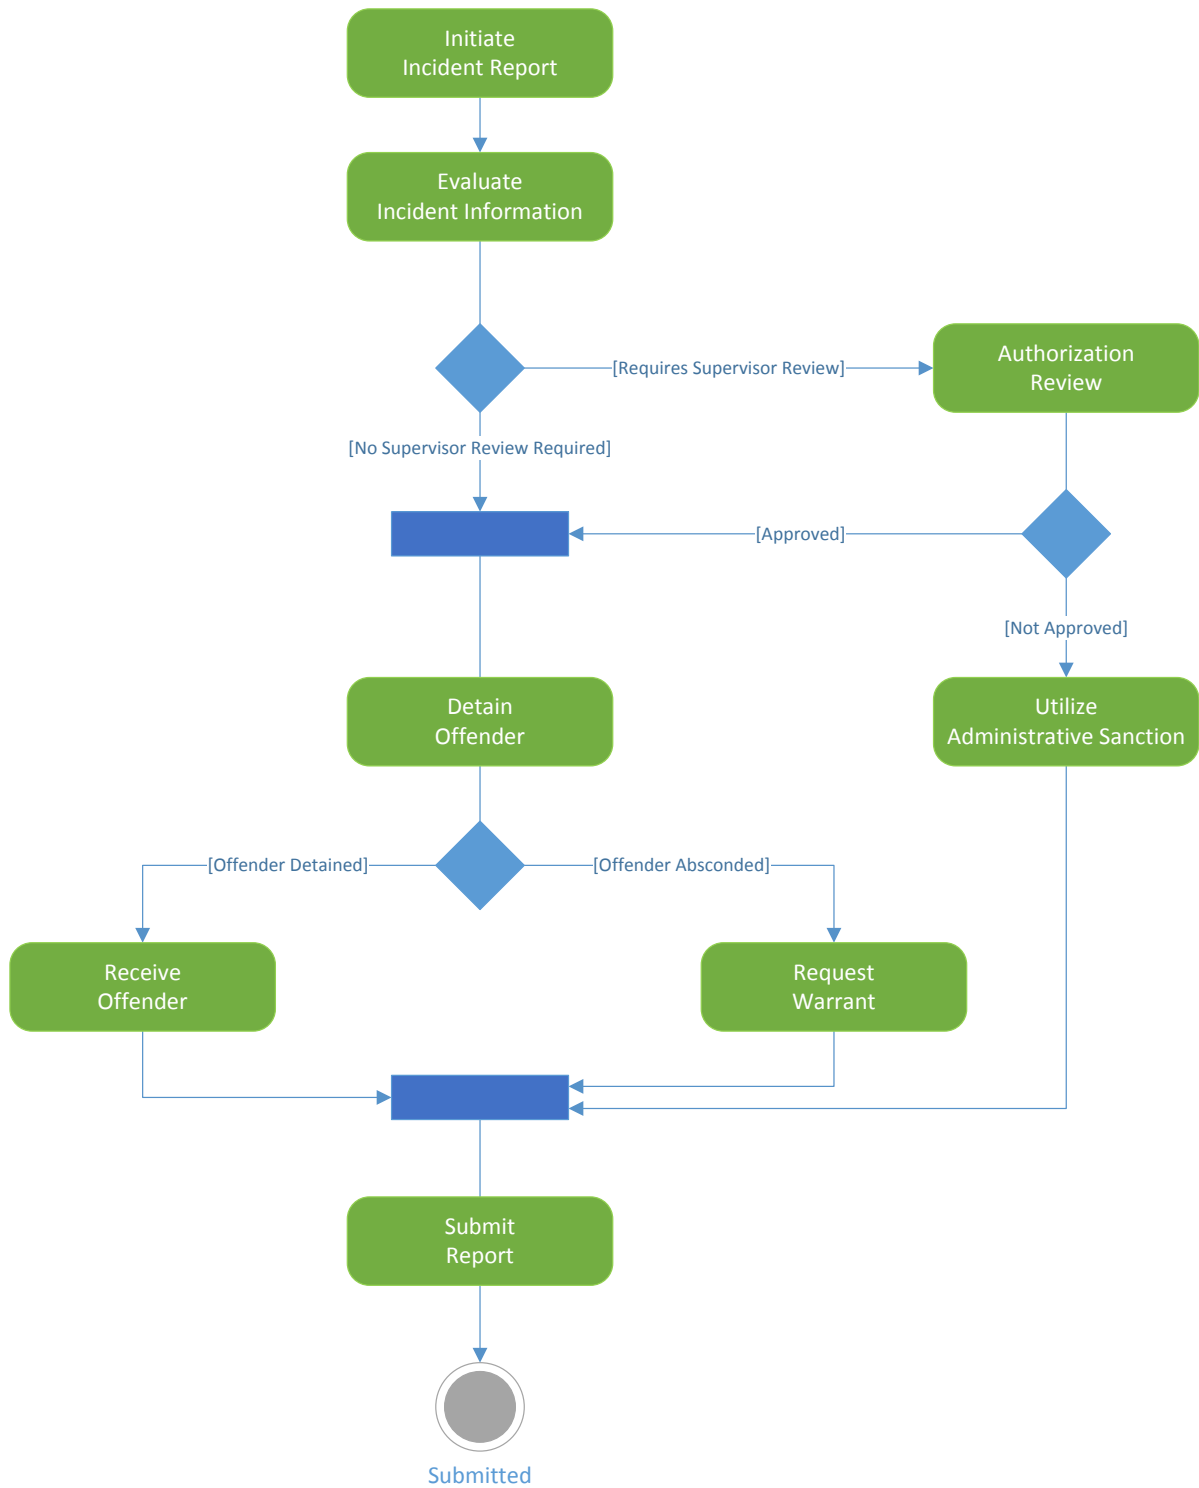 Initiate
Incident Report
Evaluate
Incident Information
[Requires Supervisor Review]
Authorization
Review
[No Supervisor Review Required]
[Approved]
[Not Approved]
Detain
Offender
Utilize
Administrative Sanction
[Offender Detained]
[Offender Absconded]
Receive
Offender
Request
Warrant
Submit
Report
Submitted